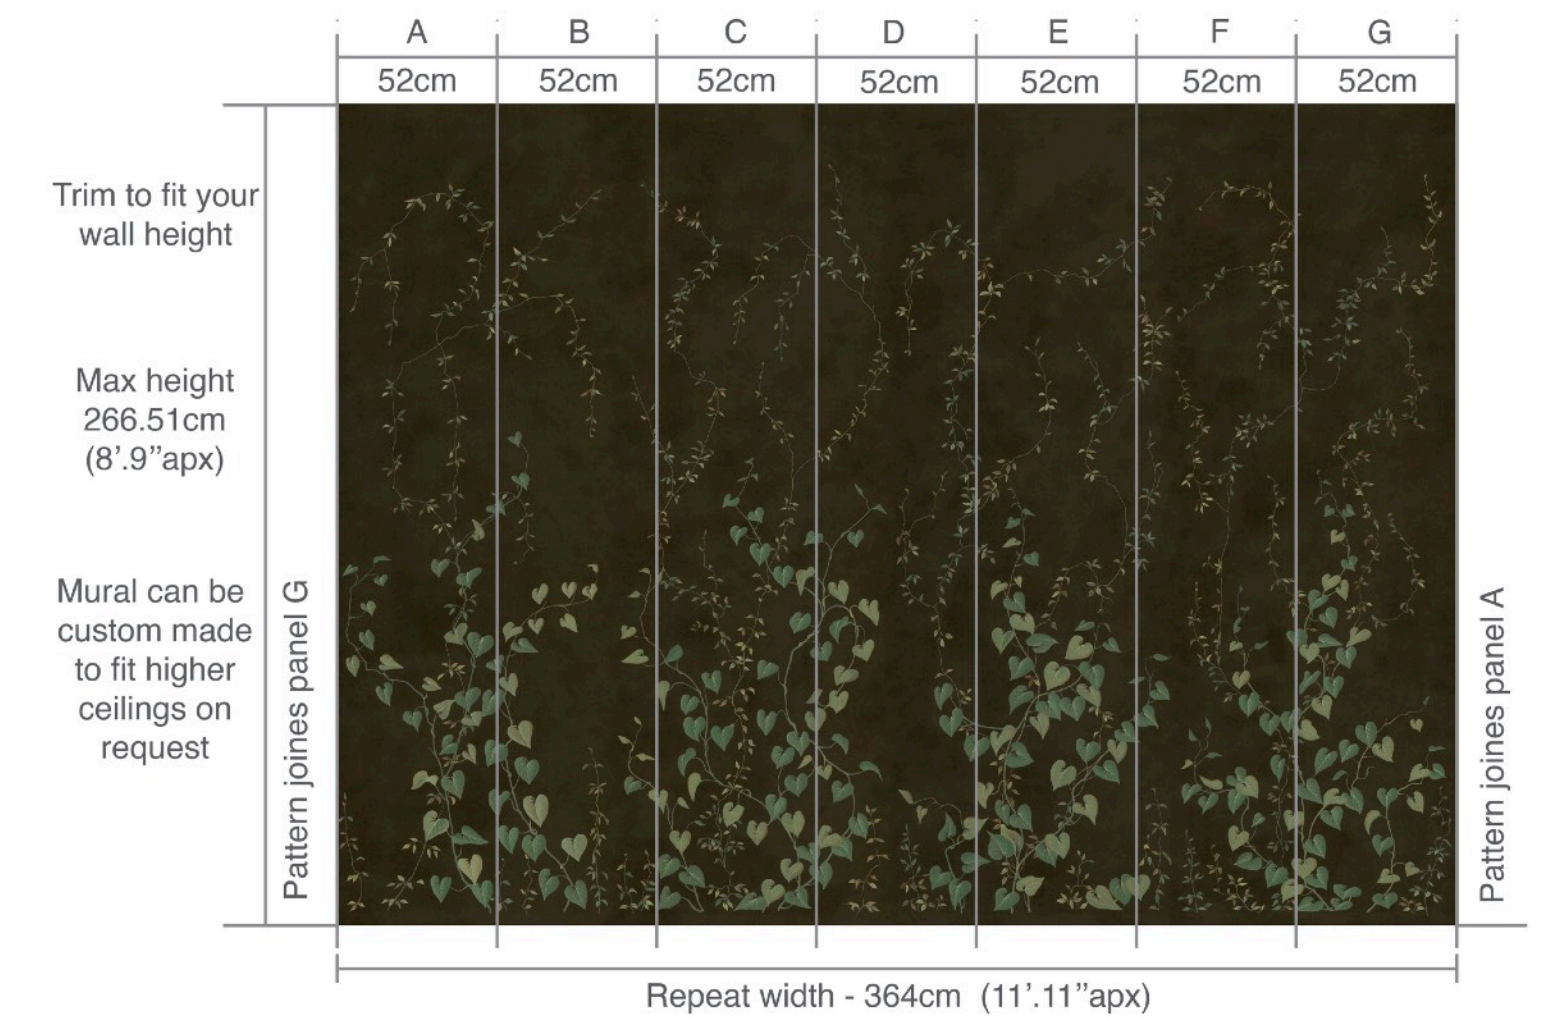 A B C D E F G
52cm 52cm 52cm 52cm 52cm 52cm 52cm
Trim to fit your
wall height
Max height
266.51cm
(8’.9”apx)
Mural can be
custom made
to fit higher
ceilings on
request
Pattern joines panel G
Pattern joines panel A
Repeat width - 364cm (11’.11”apx)